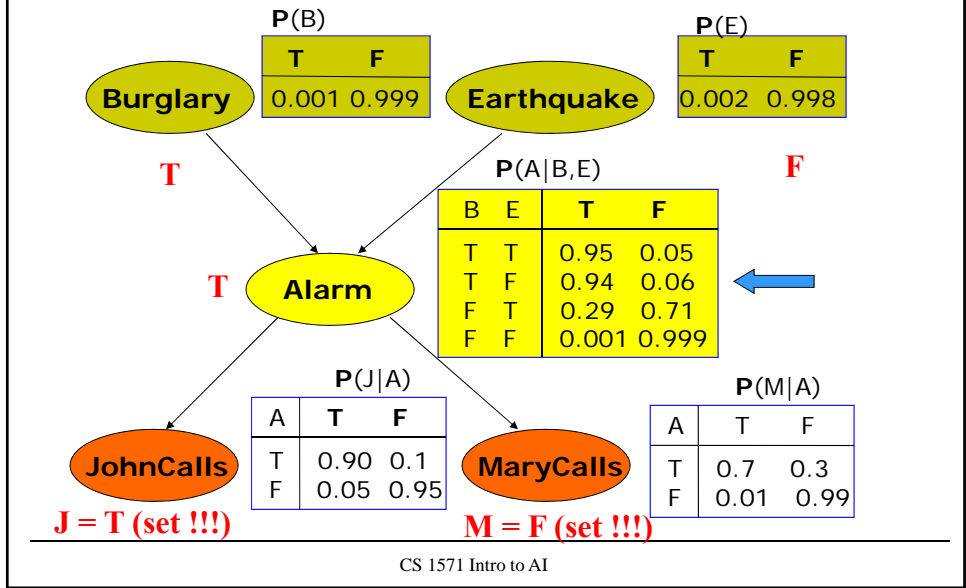 P(B)
T F
0.001 0.999
Burglary
P(E)
T F
0.002 0.998
Earthquake
T
F
P(A|B,E)
B E T F
T T 0.95 0.05
T F 0.94 0.06
F T 0.29 0.71
F F 0.001 0.999
T
Alarm
P(J|A)
A T F
T 0.90 0.1
F 0.05 0.95
JohnCalls
J = T (set !!!)
P(M|A)
A T F
T 0.7 0.3
F 0.01 0.99
MaryCalls
M = F (set !!!)
CS 1571 Intro to AI